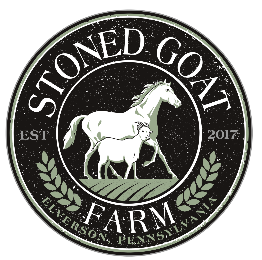 STONED GOAT
EST 2017
FARM
ELVERSON, PENNSYLVANIA